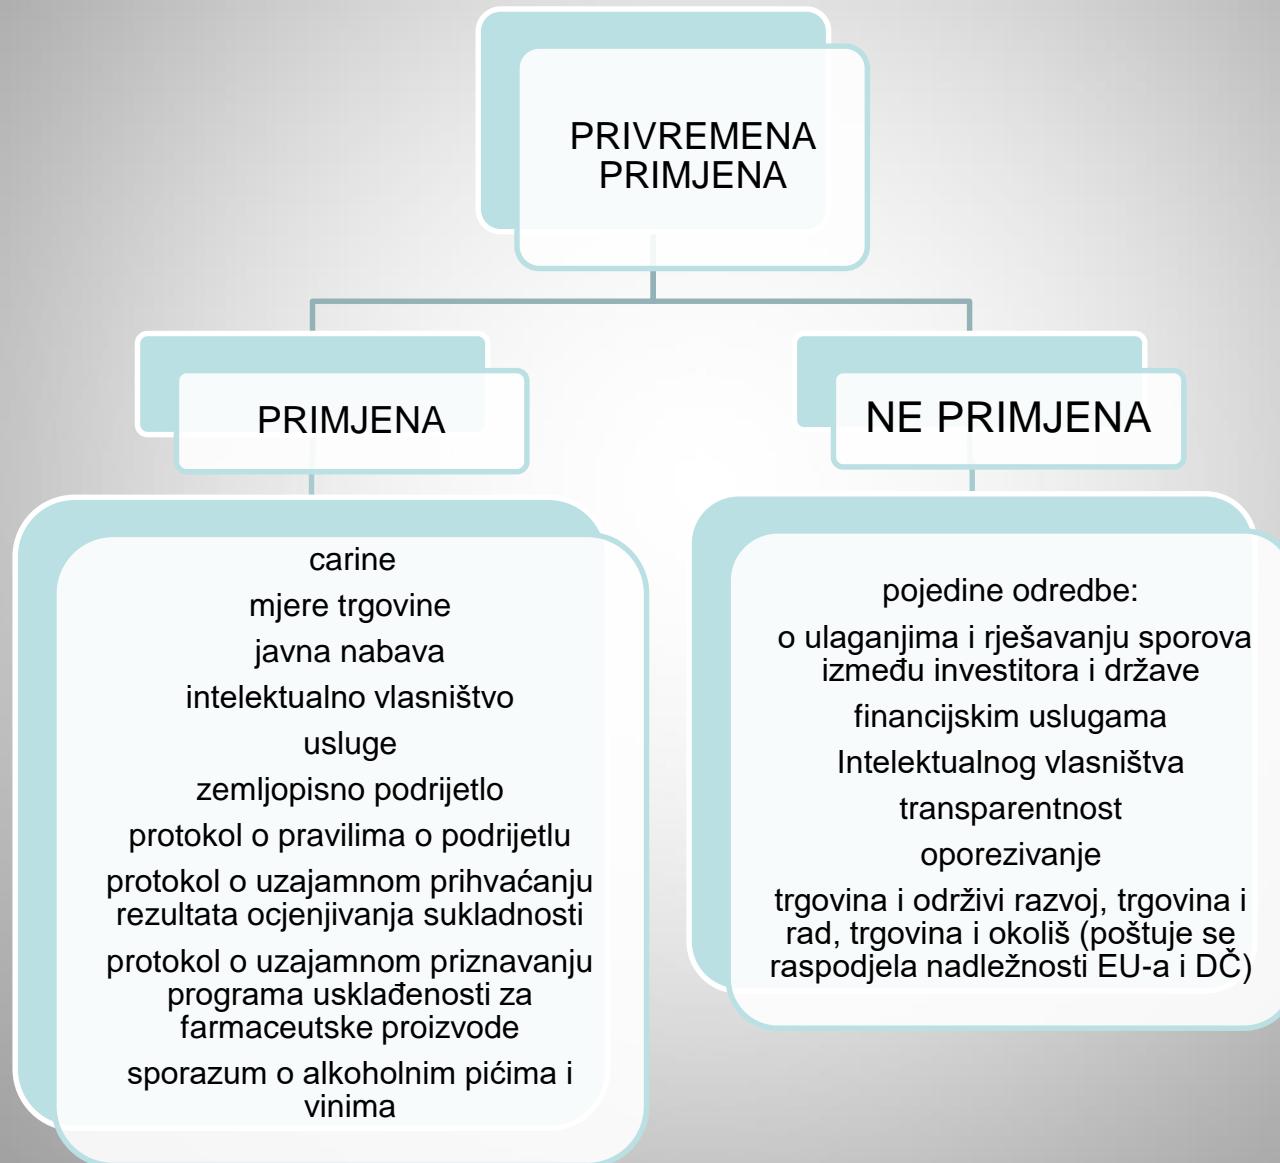 PRIVREMENA
PRIMJENA
PRIMJENA
carine
mjere trgovine
javna nabava
intelektualno vlasništvo
usluge
zemljopisno podrijetlo
protokol o pravilima o podrijetlu
protokol o uzajamnom prihvaćanju
rezultata ocjenjivanja sukladnosti
protokol o uzajamnom priznavanju
programa usklađenosti za
farmaceutske proizvode
sporazum o alkoholnim pićima i
vinima
NE PRIMJENA
pojedine odredbe:
o ulaganjima i rješavanju sporova
između investitora i države
financijskim uslugama
Intelektualnog vlasništva
transparentnost
oporezivanje
trgovina i održivi razvoj, trgovina i
rad, trgovina i okoliš (poštuje se
raspodjela nadležnosti EU-a i DČ)